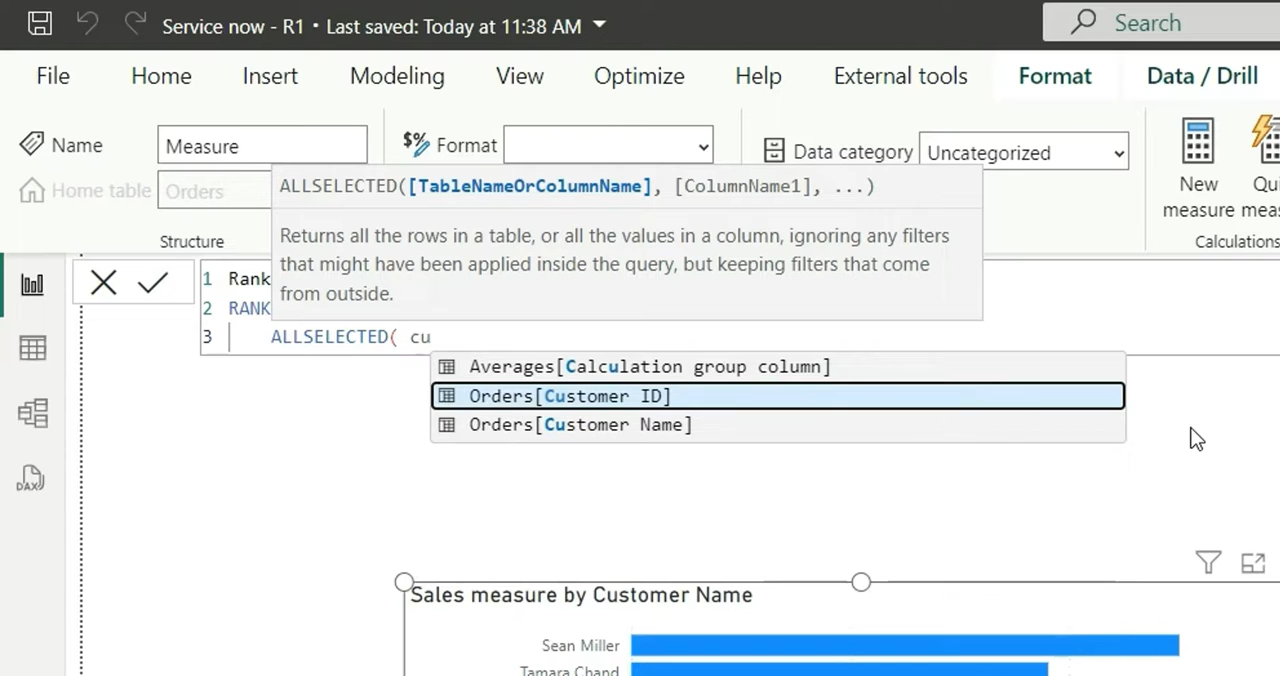 Service now - R1 • Last saved: Today at 11:38 AM
Search
File Home Insert Modeling View Optimize Help External tools Format Data / Drill
Name Measure $% Format Data category Uncategorized
Home table Orders
New measure
Structure
Calculations
ALLSELECTED([TableNameOrColumnName], [ColumnName1], ...)
Returns all the rows in a table, or all the values in a column, ignoring any filters
that might have been applied inside the query, but keeping filters that come
from outside.
1 Rank
2 RANK
3 ALLSELECTED( cu
Averages[Calculation group column]
Orders[Customer ID]
Orders[Customer Name]
DAX
Sales measure by Customer Name
Sean Miller
Tamara Chand